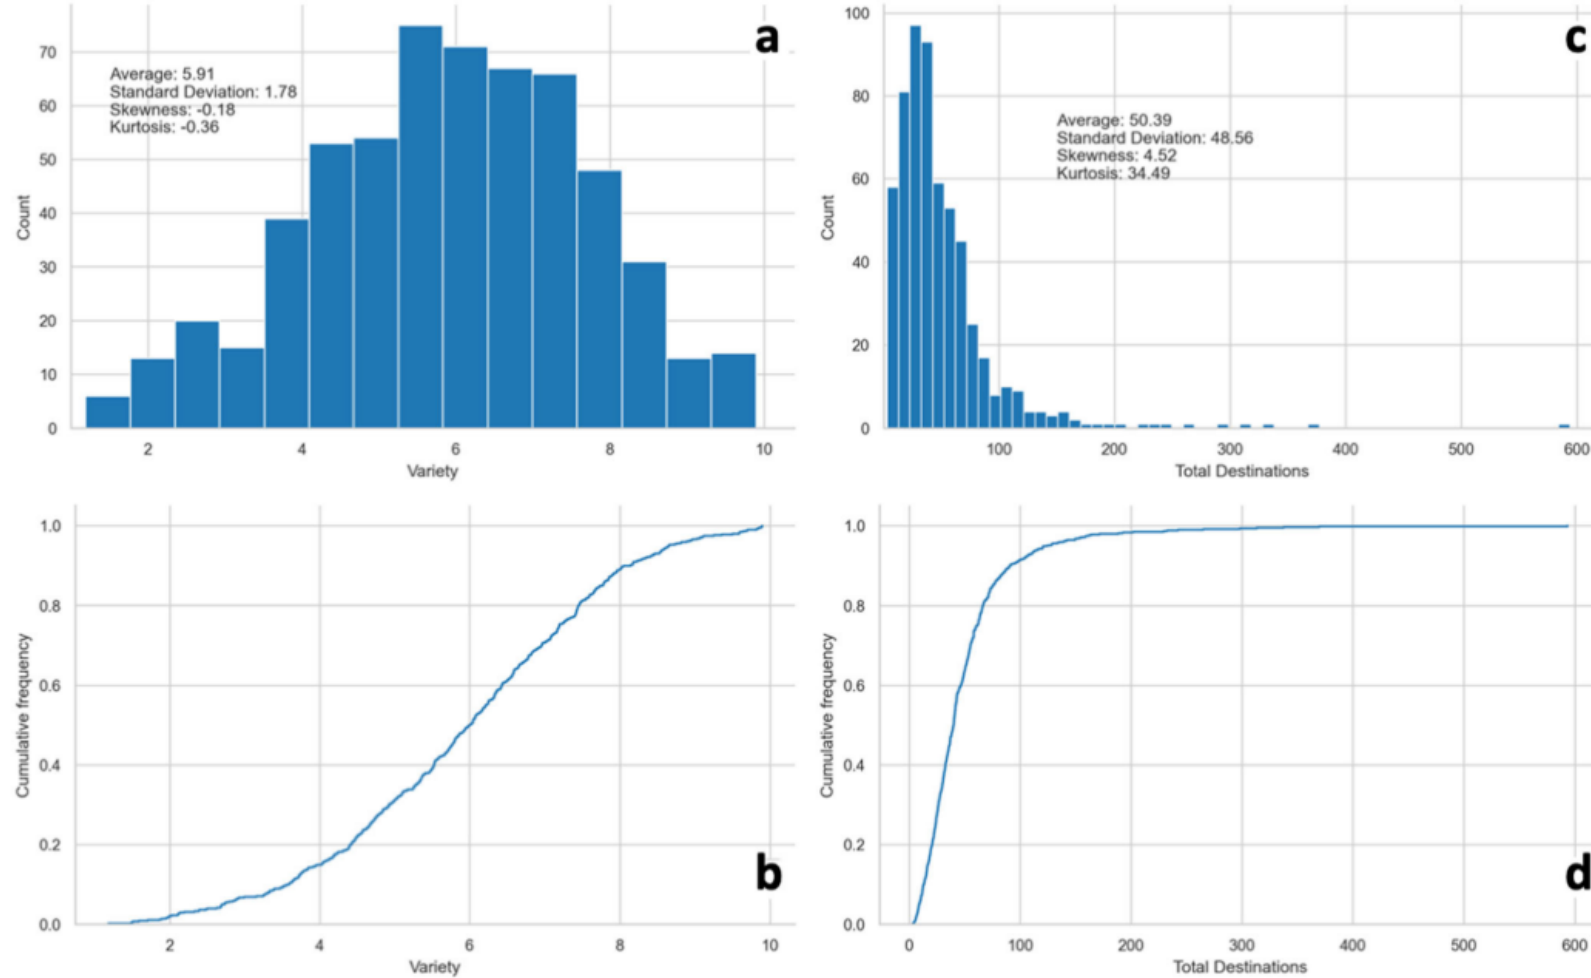 a
70
60
50
40
30
20
10
0
Count
Average: 5.91
Standard Deviation: 1.78
Skewness: -0.18
Kurtosis: -0.36
2 4 6 8 10
Variety
c
100
80
60
40
20
0
Count
Average: 50.39
Standard Deviation: 48.56
Skewness: 4.52
Kurtosis: 34.49
100 200 300 400 500 600
Total Destinations
1.0
0.8
0.6
0.4
0.2
0.0
Cumulative frequency
b
2 4 6 8 10
Variety
1.0
0.8
0.6
0.4
0.2
0.0
Cumulative frequency
d
0 100 200 300 400 500 600
Total Destinations